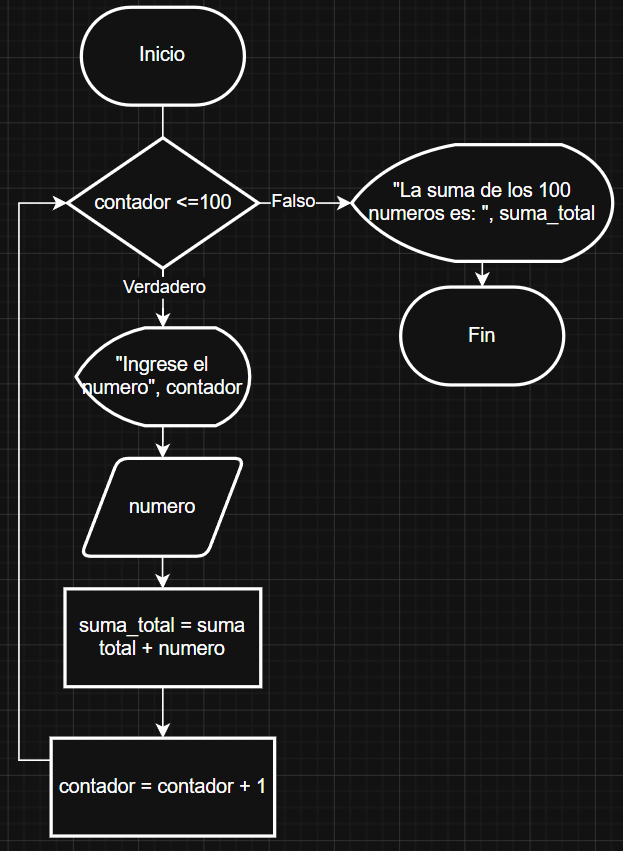 Inicio
contador <=100
Falso
"La suma de los 100
numeros es: ", suma_total
Fin
Verdadero
"Ingrese el
numero", contador
numero
suma_total = suma
total + numero
contador = contador + 1